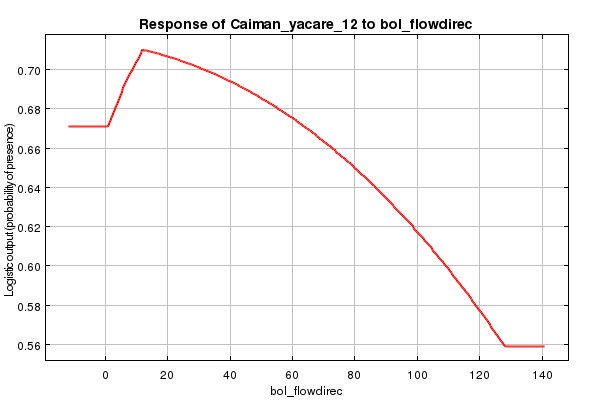 Response of Caiman_yacare_12 to bol_flowdirec
Logistic output (probability of presence)
0.70
0.68
0.66
0.64
0.62
0.60
0.58
0.56
0 20 40 60 80 100 120 140
bol_flowdirec